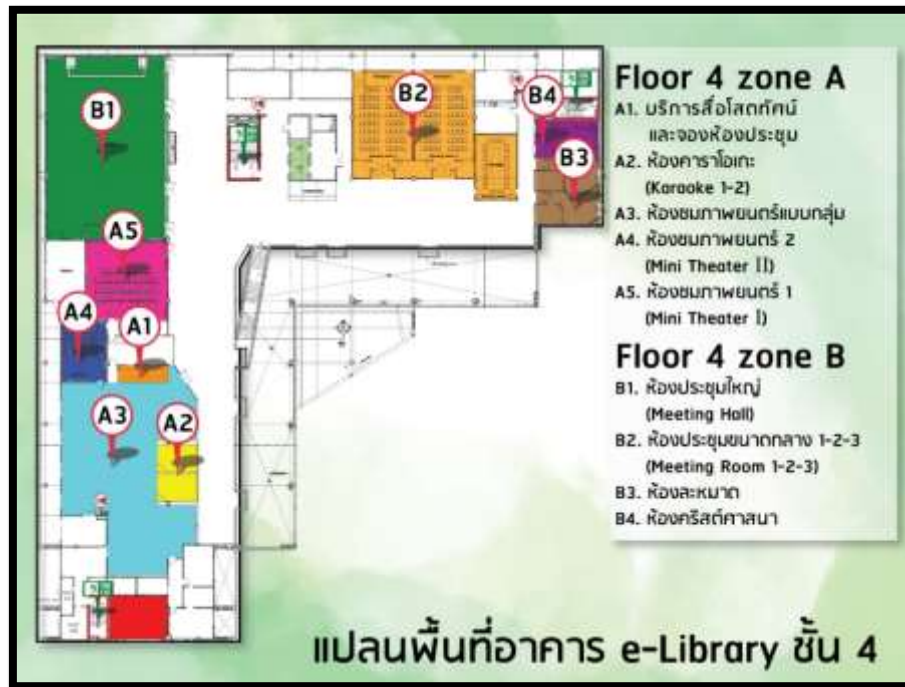 B1
B2
B4
B3
A5
A4
A1
A3
A2
Floor 4 zone A
A1. บริการสื่อโสตทัศน์
และจองห้องประชุม
A2. ห้องคาราโอเกะ
(Karaoke 1-2)
A3. ห้องชมภาพยนตร์แบบกลุ่ม
A4. ห้องชมภาพยนตร์ 2
(Mini Theater II)
A5. ห้องชมภาพยนตร์ 1
(Mini Theater I)
Floor 4 zone B
B1. ห้องประชุมใหญ่
(Meeting Hall)
B2. ห้องประชุมขนาดกลาง 1-2-3
(Meeting Room 1-2-3)
B3. ห้องละหมาด
B4. ห้องคริสต์ศาสนา
แปลนพื้นที่อาคาร e-Library ชั้น 4